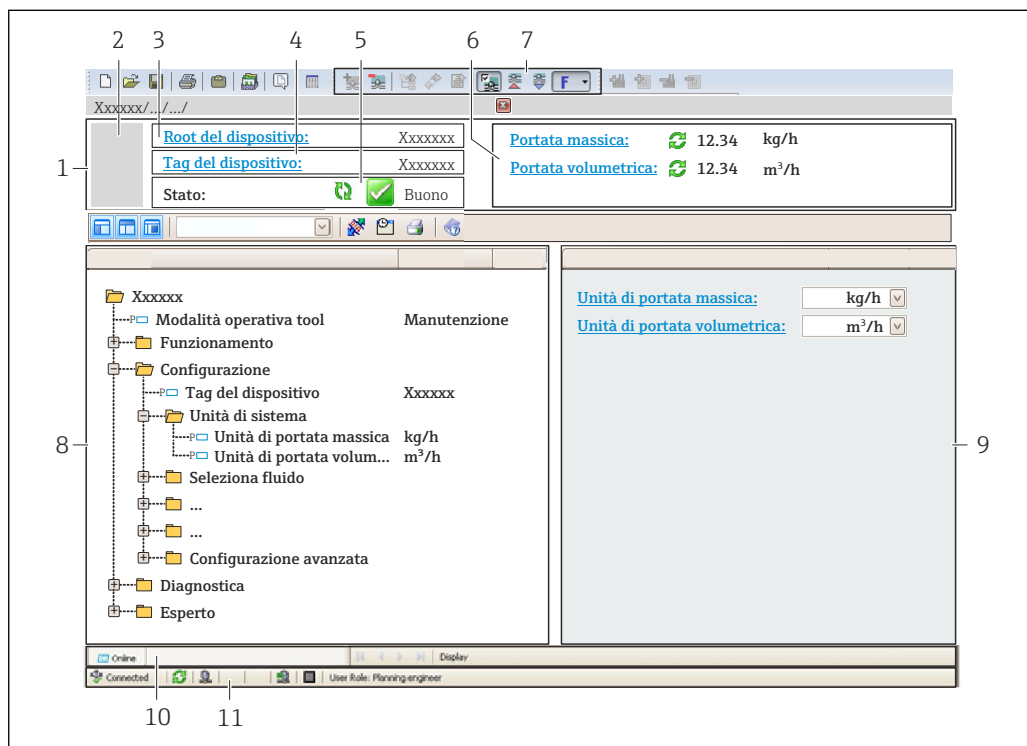 2 3 4 5 6 7
F
Xxxxxx/.../.../
1
Root del dispositivo: Xxxxxxx
Tag del dispositivo: Xxxxxxx
Stato: Buono
Portata massica: 12.34 kg/h
Portata volumetrica: 12.34 m³/h
Xxxxxx
P Modalità operativa tool Manutenzione
Funzionamento
Configurazione
P Tag del dispositivo Xxxxxx
Unità di sistema
P Unità di portata massica kg/h
P Unità di portata volum... m³/h
Seleziona fluido
...
...
Configurazione avanzata
Diagnostica
Esperto
8
Unità di portata massica: kg/h
Unità di portata volumetrica: m³/h
9
Online Display
Connected User Role: Planning engineer
10 11